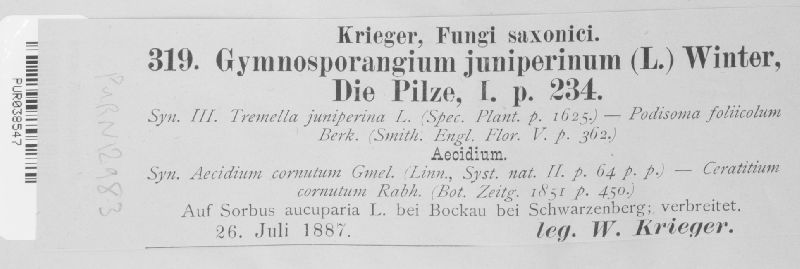 Krieger, Fungi saxonici.
319. Gymnosporangium juniperinum (L.) Winter,
Die Pilze, I. p. 234.
Syn. III. Tremella juniperina L. (Spec. Plant. p. 1625.) — Podisoma foliicolum
Berk. (Smith. Engl. Flor. V. p. 362.)
Aecidium.
Syn. Aecidium cornutum Gmel. (Linn., Syst. nat. II. p. 64 p. p.) — Ceratitium
cornutum Rabh. (Bot. Zeitg. 1851 p. 450.)
Auf Sorbus aucuparia L. bei Bockau bei Schwarzenberg; verbreitet.
26. Juli 1887. leg. W. Krieger.
PUR038547
PURN12983